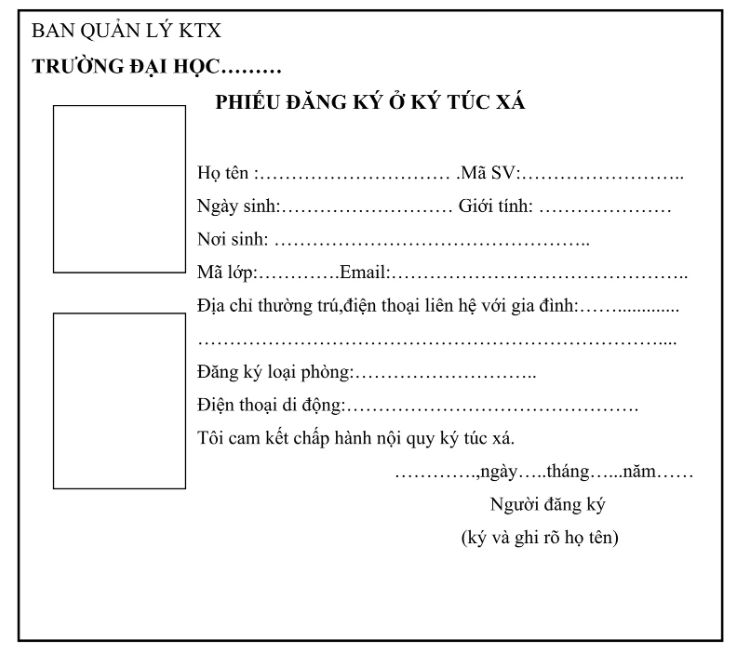 BAN QUẢN LÝ KTX
TRƯỜNG ĐẠI HỌC………
PHIẾU ĐĂNG KÝ Ở KÝ TÚC XÁ
Họ tên :………………………… .Mã SV:……………………..
Ngày sinh:……………………… Giới tính: …………………
Nơi sinh: …………………………………………..
Mã lớp:………….Email:………………………………………..
Địa chỉ thường trú,điện thoại liên hệ với gia đình:……............
………………………………………………………………....
Đăng ký loại phòng:………………………..
Điện thoại di động:……………………………………….
Tôi cam kết chấp hành nội quy ký túc xá.
………….,ngày…..tháng…...năm……
Người đăng ký
(ký và ghi rõ họ tên)